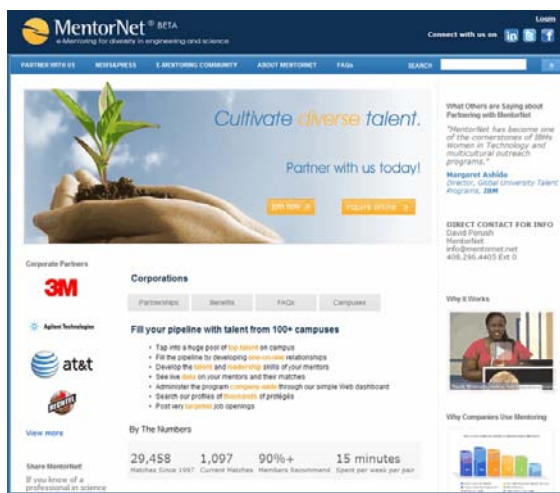 MentorNet® BETA
e-Mentoring for diversity in engineering and science
Login
Connect with us on
PARTNER WITH US NEWS&PRESS E-MENTORING COMMUNITY ABOUT MENTORNET FAQs SEARCH
Cultivate diverse talent.
Partner with us today!
join now
inquire online
What Others are Saying about
Partnering with MentorNet
"MentorNet has become one
of the cornerstones of IBMs
Women in Technology and
multicultural outreach
programs."
Margaret Ashida
Director, Global University Talent
Programs, IBM
DIRECT CONTACT FOR INFO
David Porush
MentorNet
info@mentornet.net
408.296.4405 Ext 0
Corporate Partners
3M
Agilent Technologies
at&t
BECHTEL
View more
Share MentorNet!
If you know of a
professional in science
Corporations
Partnerships Benefits FAQs Campuses
Fill your pipeline with talent from 100+ campuses
• Tap into a huge pool of top talent on campus
• Fill the pipeline by developing one-on-one relationships
• Develop the talent and leadership skills of your mentors
• See live data on your mentors and their matches
• Administer the program company wide through our simple Web dashboard
• Search our profiles of thousands of protégés
• Post very targeted job openings
By The Numbers
29,458 1,097 90%+ 15 minutes
Matches Since 1997 Current Matches Members Recommend Spent per week per pair
Why It Works
Why Companies Use Mentoring